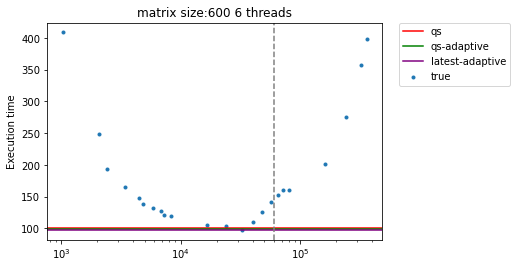 matrix size:600 6 threads
qs
qs-adaptive
latest-adaptive
true
Execution time
400
350
300
250
200
150
100
10³
10⁴
10⁵